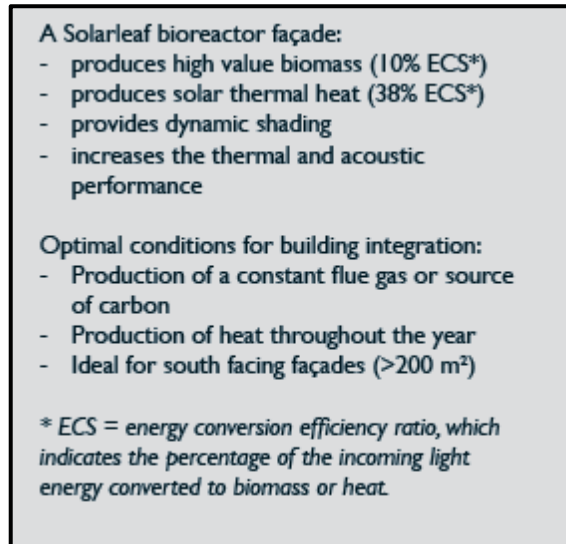 A Solarleaf bioreactor façade:
- produces high value biomass (10% ECS*)
- produces solar thermal heat (38% ECS*)
- provides dynamic shading
- increases the thermal and acoustic
performance
Optimal conditions for building integration:
- Production of a constant flue gas or source
of carbon
- Production of heat throughout the year
- Ideal for south facing façades (>200 m²)
* ECS = energy conversion efficiency ratio, which
indicates the percentage of the incoming light
energy converted to biomass or heat.